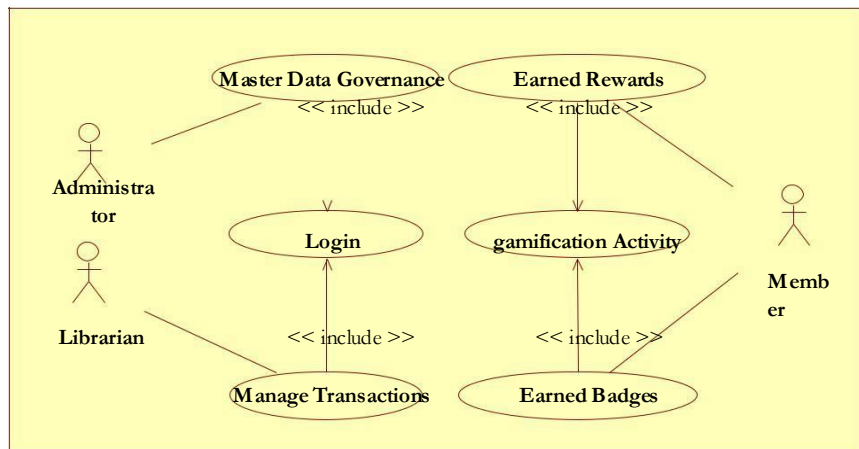 Master Data Governance
Earned Rewards
<< include >>
<< include >>
Administra
tor
Login
gamification Activity
Memb
er
Librarian
<< include >>
<< include >>
Manage Transactions
Earned Badges